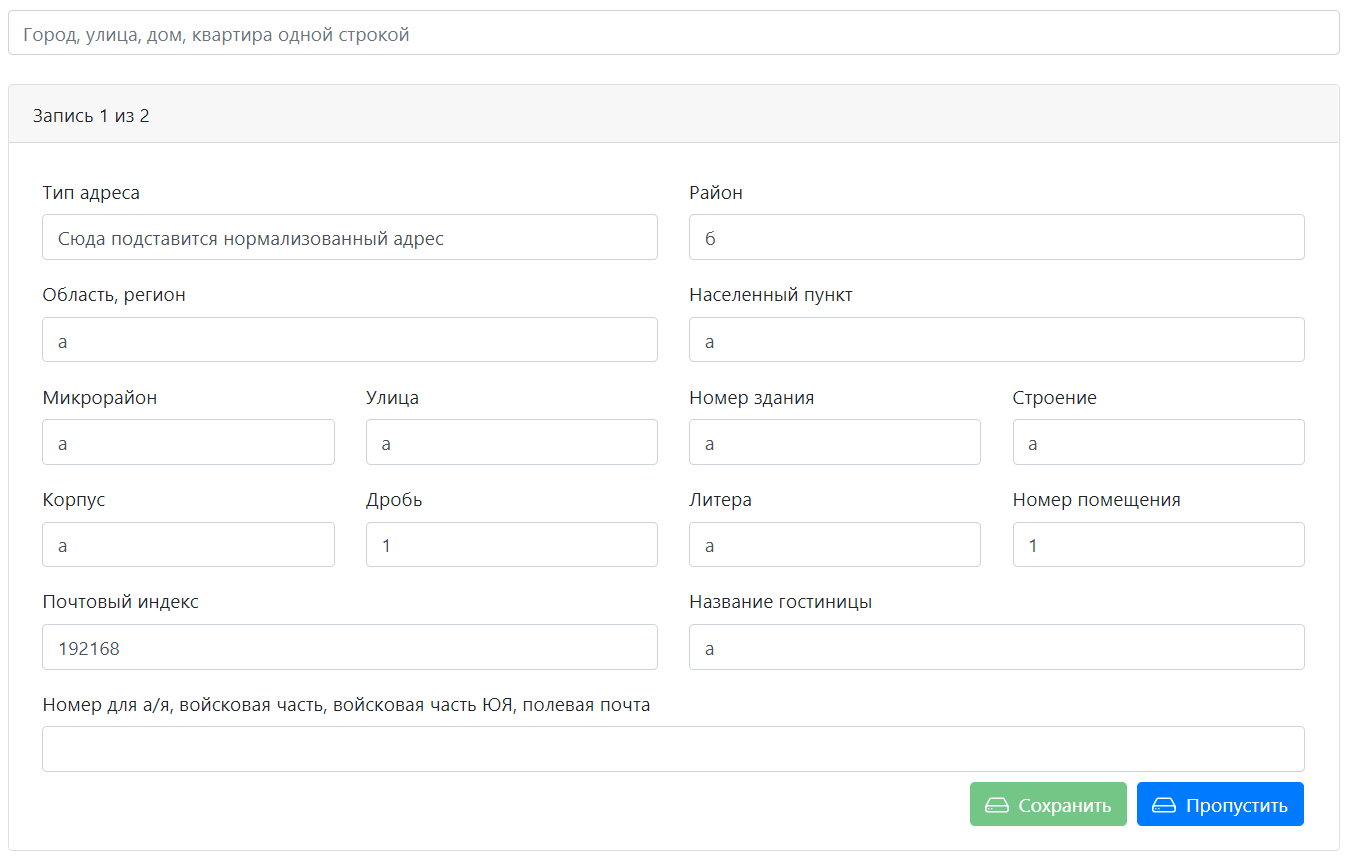 Город, улица, дом, квартира одной строкой
Запись 1 из 2
Тип адреса Район
Сюда подставится нормализованный адрес б
Область, регион Населенный пункт
а а
Микрорайон Улица Номер здания Строение
а а а а
Корпус Дробь Литера Номер помещения
а 1 а 1
Почтовый индекс Название гостиницы
192168 а
Номер для а/я, войсковая часть, войсковая часть ЮЯ, полевая почта
Сохранить Пропустить